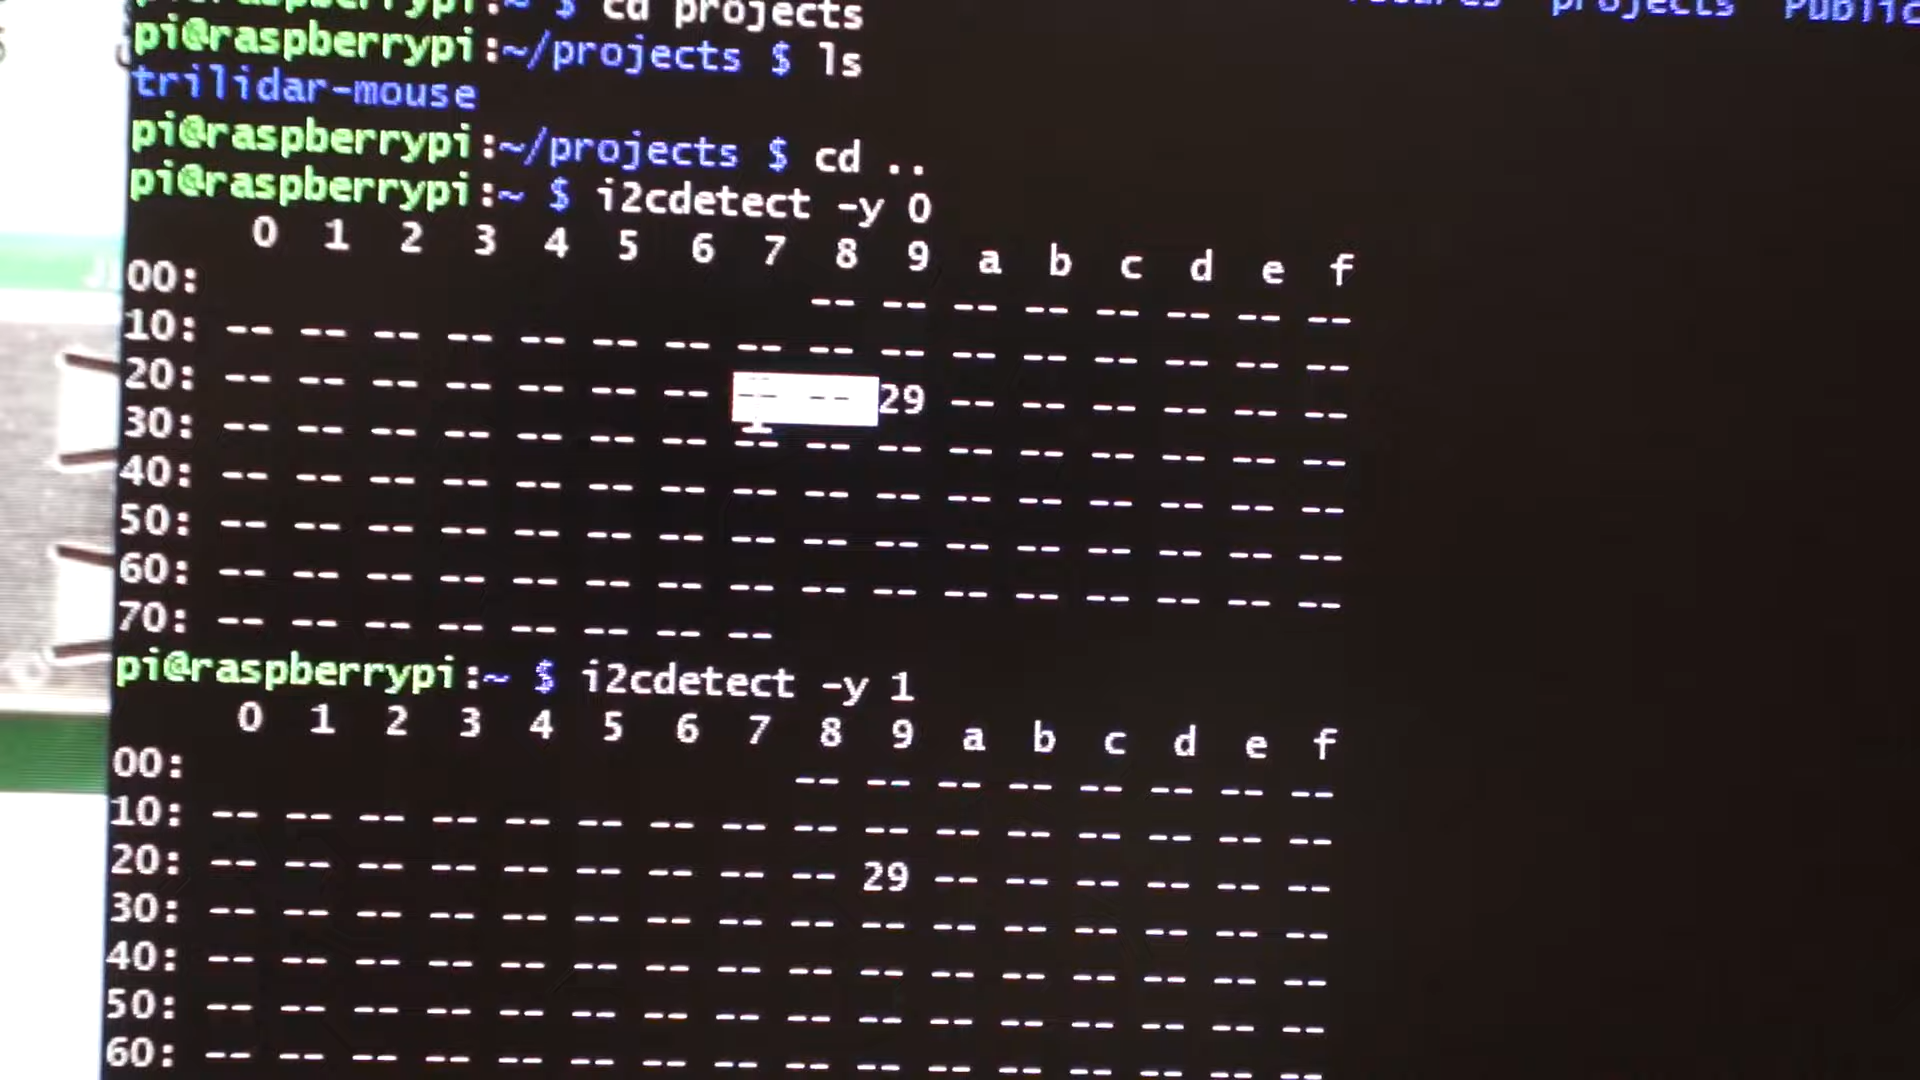 pi@raspberrypi:~ $ cd projects
projects
pi@raspberrypi:~/projects $ ls
trilidar-mouse
pi@raspberrypi:~/projects $ cd ..
pi@raspberrypi:~ $ i2cdetect -y 0
0 1 2 3 4 5 6 7 8 9 a b c d e f
00: -- -- -- -- -- -- -- --
10: -- -- -- -- -- -- -- -- -- -- -- -- -- -- -- --
20: -- -- -- -- -- -- -- -- -- 29 -- -- -- -- -- --
30: -- -- -- -- -- -- -- -- -- -- -- -- -- -- -- --
40: -- -- -- -- -- -- -- -- -- -- -- -- -- -- -- --
50: -- -- -- -- -- -- -- -- -- -- -- -- -- -- -- --
60: -- -- -- -- -- -- -- -- -- -- -- -- -- -- -- --
70: -- -- -- -- -- -- -- --
pi@raspberrypi:~ $ i2cdetect -y 1
0 1 2 3 4 5 6 7 8 9 a b c d e f
00: -- -- -- -- -- -- -- --
10: -- -- -- -- -- -- -- -- -- -- -- -- -- -- -- --
20: -- -- -- -- -- -- -- -- -- 29 -- -- -- -- -- --
30: -- -- -- -- -- -- -- -- -- -- -- -- -- -- -- --
40: -- -- -- -- -- -- -- -- -- -- -- -- -- -- -- --
50: -- -- -- -- -- -- -- -- -- -- -- -- -- -- -- --
60: -- -- -- -- -- -- -- -- -- -- -- -- -- -- -- --